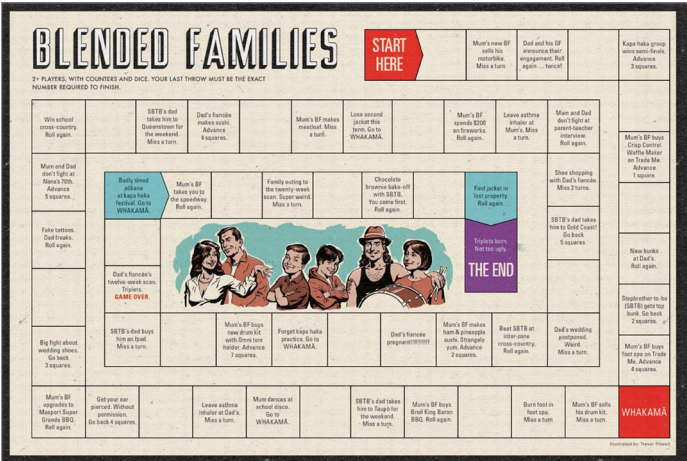 BLENDED FAMILIES
2+ PLAYERS, WITH COUNTERS AND DICE. YOUR LAST THROW MUST BE THE EXACT
NUMBER REQUIRED TO FINISH.
START
HERE
Mum's new BF
sells his
motorbike.
Miss a turn.
Dad and his GF
announce their
engagement. Roll
again ... twice!
Kapa haka group
wins semi-finals.
Advance
3 squares.
Mum's BF buys
Crisp Control
Waffle Maker
on Trade Me.
Advance
1 square.
New bunks
at Dad's.
Roll again.
Stepbrother-to-be
(SBTB) gets top
bunk. Go back
2 squares.
Mum's BF buys
foot spa on Trade
Me. Advance
4 squares.
WHAKAMĀ
Mum's BF sells
his drum kit.
Miss a turn.
Burn foot in
foot spa.
Miss a turn
Mum's BF buys
Broil King Baron
BBQ. Roll again.
SBTB's dad takes
him to Taupō for
the weekend.
Miss a turn.
Mum dances at
school disco.
Go to
WHAKAMĀ.
Leave asthma
inhaler at Dad's.
Miss a turn.
Get your ear
pierced. Without
permission.
Go back 4 squares.
Mum's BF
upgrades to
Masport Super
Grande BBQ.
Roll again.
Big fight about
wedding shoes.
Go back
3 squares.
Fake tattoos.
Dad freaks.
Roll again.
Mum and Dad
don't fight at
Nana's 70th.
Advance
5 squares.
Win school
cross-country.
Roll again.
SBTB's dad
takes him to
Queenstown for
the weekend.
Miss a turn.
Dad's fiancée
makes sushi.
Advance
4 squares.
Mum's BF makes
meatloaf. Miss
a turn.
Lose second
jacket this
term. Go to
WHAKAMĀ.
Mum's BF
spends $200
on fireworks.
Roll again.
Leave asthma
inhaler at
Mum's. Miss
a turn.
Mum and Dad
don't fight at
parent-teacher
interview.
Roll again.
Shoe shopping
with Dad's fiancée.
Miss 2 turns.
SBTB's dad takes
him to Gold Coast!
Go back
5 squares.
Dad's wedding
postponed.
Weird.
Miss a turn.
Beat SBTB at
inter-zone
cross-country.
Roll again.
Mum's BF makes
ham & pineapple
sushi. Strangely
yum. Advance
2 squares.
Dad's fiancée
Forget kapa haka
practice. Go to
WHAKAMĀ.
Mum's BF buys
new drum kit
with Omni tom
holder. Advance
7 squares.
SBTB's dad buys
him an Ipad.
Miss a turn.
Dad's fiancée's
twelve-week scan.
Triplets.
GAME OVER.
Badly timed
pūkana
at kapa haka
festival. Go to
WHAKAMĀ.
Mum's BF
takes you to
the speedway.
Roll again.
Family outing to
the twenty-week
scan. Super weird.
Miss a turn.
Chocolate
brownie bake-off
with SBTB.
You come first.
Roll again.
Find jacket in
lost property.
Roll again.
Triplets born.
Not too ugly.
THE END
Illustrated by Trevor